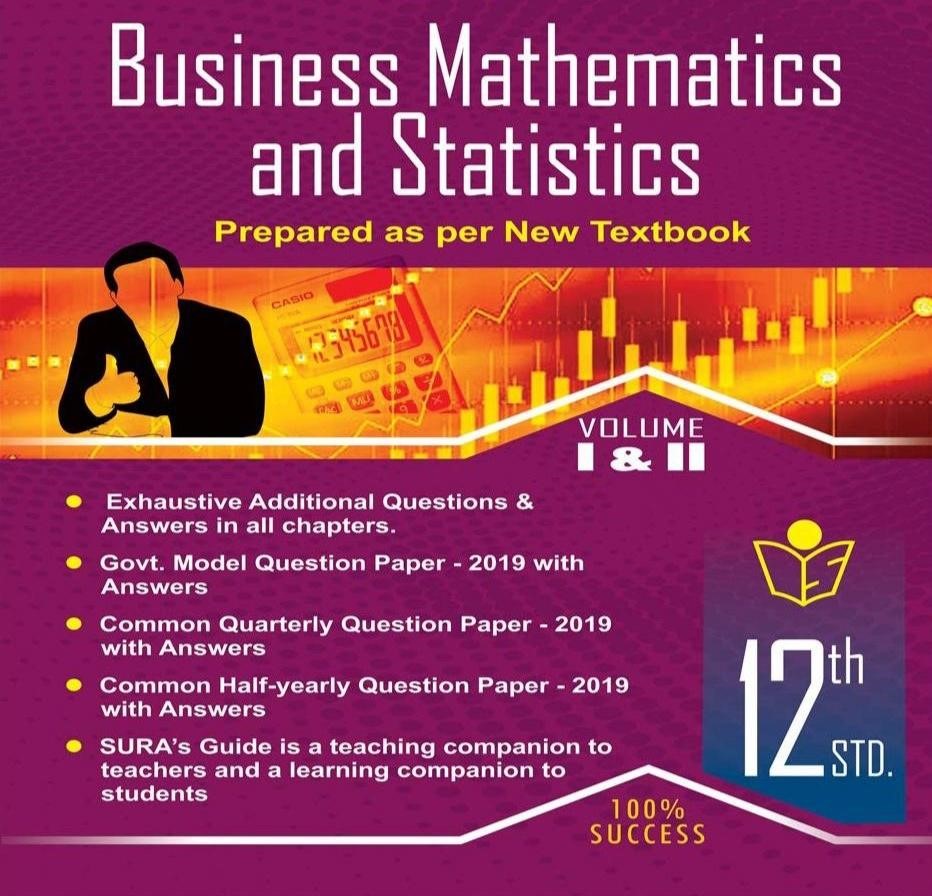 Business Mathematics
and Statistics
Prepared as per New Textbook
CASIO
12345678
MU
%
9
×
VOLUME
I & II
Exhaustive Additional Questions &
Answers in all chapters.
Govt. Model Question Paper - 2019 with
Answers
Common Quarterly Question Paper - 2019
with Answers
Common Half-yearly Question Paper - 2019
with Answers
SURA's Guide is a teaching companion to
teachers and a learning companion to
students
12th
STD.
100%
SUCCESS